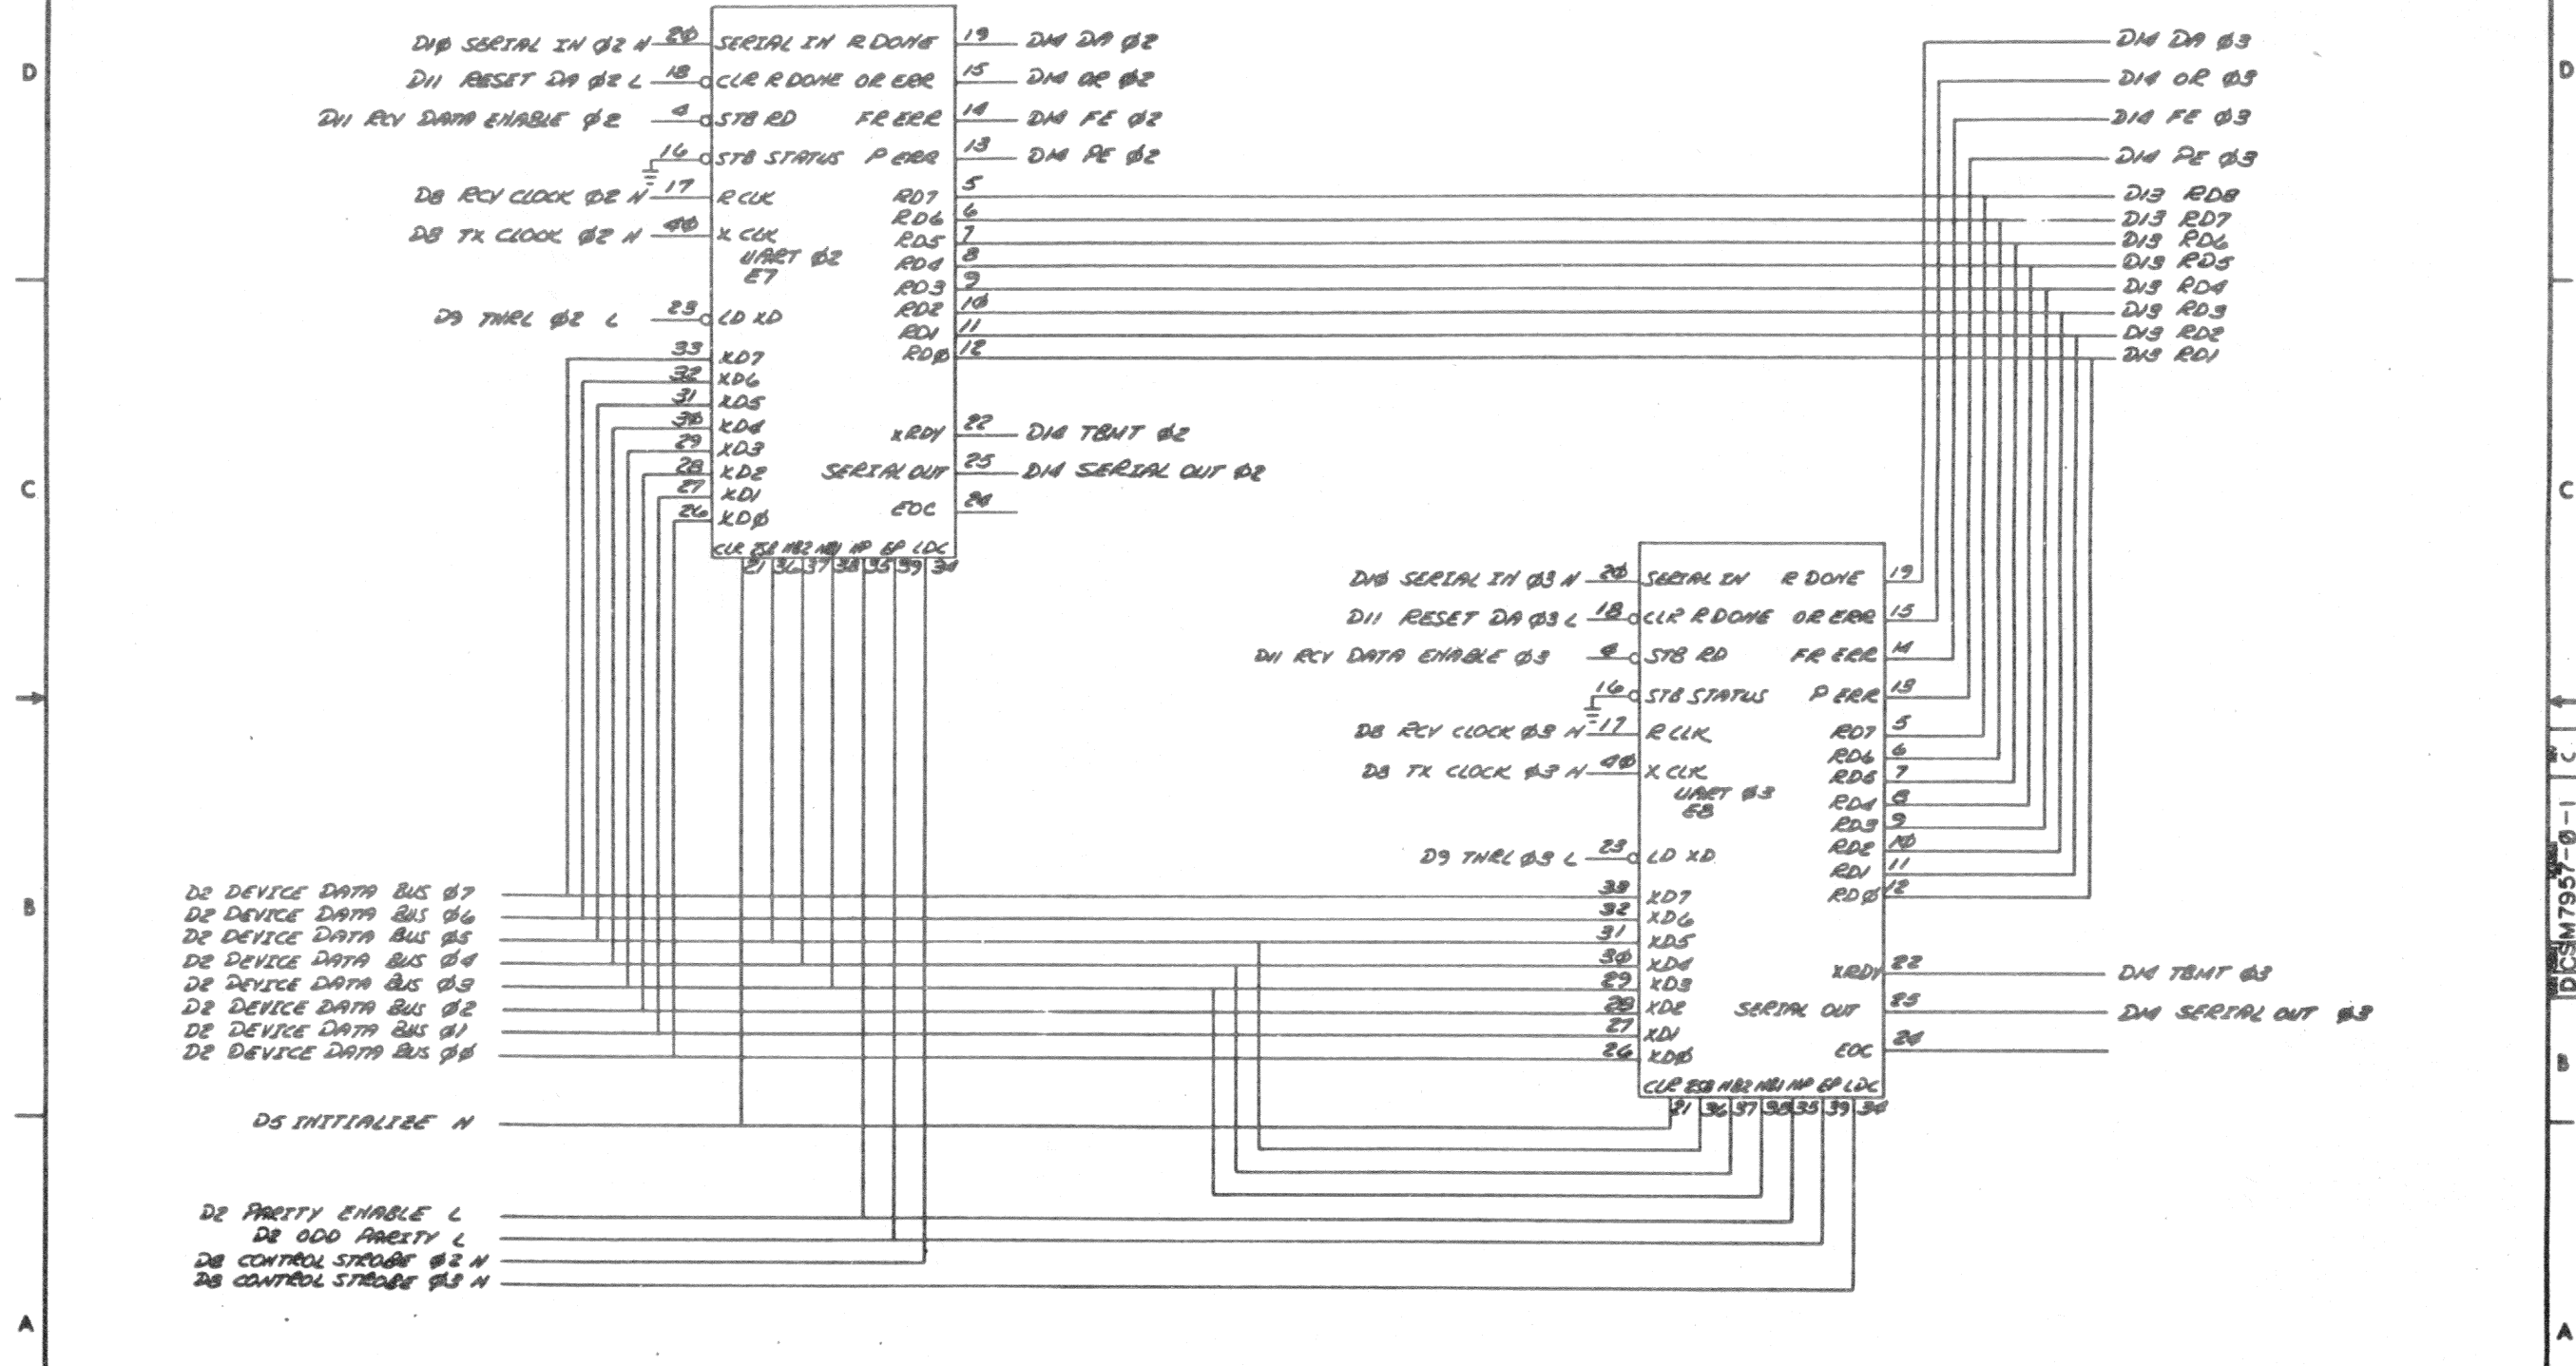 D
D1Ø SERIAL IN Ø2 H 2Ø SERIAL IN R DONE 19 D14 DA Ø2
D11 RESET DA Ø2 L 18 CLR R DONE OR ERR 15 D14 OR Ø2
D11 RCV DATA ENABLE Ø2 4 STB RD FR ERR 14 D14 FE Ø2
16 STB STATUS P ERR 13 D14 PE Ø2
D8 RCV CLOCK Ø2 H 17 R CLK RD7 5
RD6 6
D8 TX CLOCK Ø2 H 4Ø X CLK RD5 7
UART Ø2 RD4 8
E7 RD3 9
D9 THRL Ø2 L 23 LD XD RD2 1Ø
RD1 11
RDØ 12
33 XD7
32 XD6
31 XD5
3Ø XD4
29 XD3
28 XD2
27 XD1
26 XDØ
XRDY 22 D14 TBMT Ø2
SERIAL OUT 25 D14 SERIAL OUT Ø2
EOC 24
CLR 2SB NB2 NB1 NP EP LDC
21 36 37 38 35 39 34
D14 DA Ø3
D14 OR Ø3
D14 FE Ø3
D14 PE Ø3
D13 RD8
D13 RD7
D13 RD6
D13 RD5
D13 RD4
D13 RD3
D13 RD2
D13 RD1
D
C
C
D1Ø SERIAL IN Ø3 H 2Ø SERIAL IN R DONE 19
D11 RESET DA Ø3 L 18 CLR R DONE OR ERR 15
D11 RCV DATA ENABLE Ø3 4 STB RD FR ERR 14
16 STB STATUS P ERR 13
D8 RCV CLOCK Ø3 H 17 R CLK RD7 5
RD6 6
D8 TX CLOCK Ø3 H 4Ø X CLK RD5 7
UART Ø3 RD4 8
E8 RD3 9
D9 THRL Ø3 L 23 LD XD RD2 1Ø
RD1 11
RDØ 12
33 XD7
32 XD6
31 XD5
3Ø XD4
29 XD3
28 XD2
27 XD1
26 XDØ
XRDY 22 D14 TBMT Ø3
SERIAL OUT 25 D14 SERIAL OUT Ø3
EOC 24
CLR 2SB NB2 NB1 NP EP LDC
21 36 37 38 35 39 34
B
D2 DEVICE DATA BUS Ø7
D2 DEVICE DATA BUS Ø6
D2 DEVICE DATA BUS Ø5
D2 DEVICE DATA BUS Ø4
D2 DEVICE DATA BUS Ø3
D2 DEVICE DATA BUS Ø2
D2 DEVICE DATA BUS Ø1
D2 DEVICE DATA BUS ØØ
D5 INITIALIZE H
D2 PARITY ENABLE L
D2 ODD PARITY L
D8 CONTROL STROBE Ø2 H
D8 CONTROL STROBE Ø3 H
A
C
M7957-Ø-1
D CS
B
A